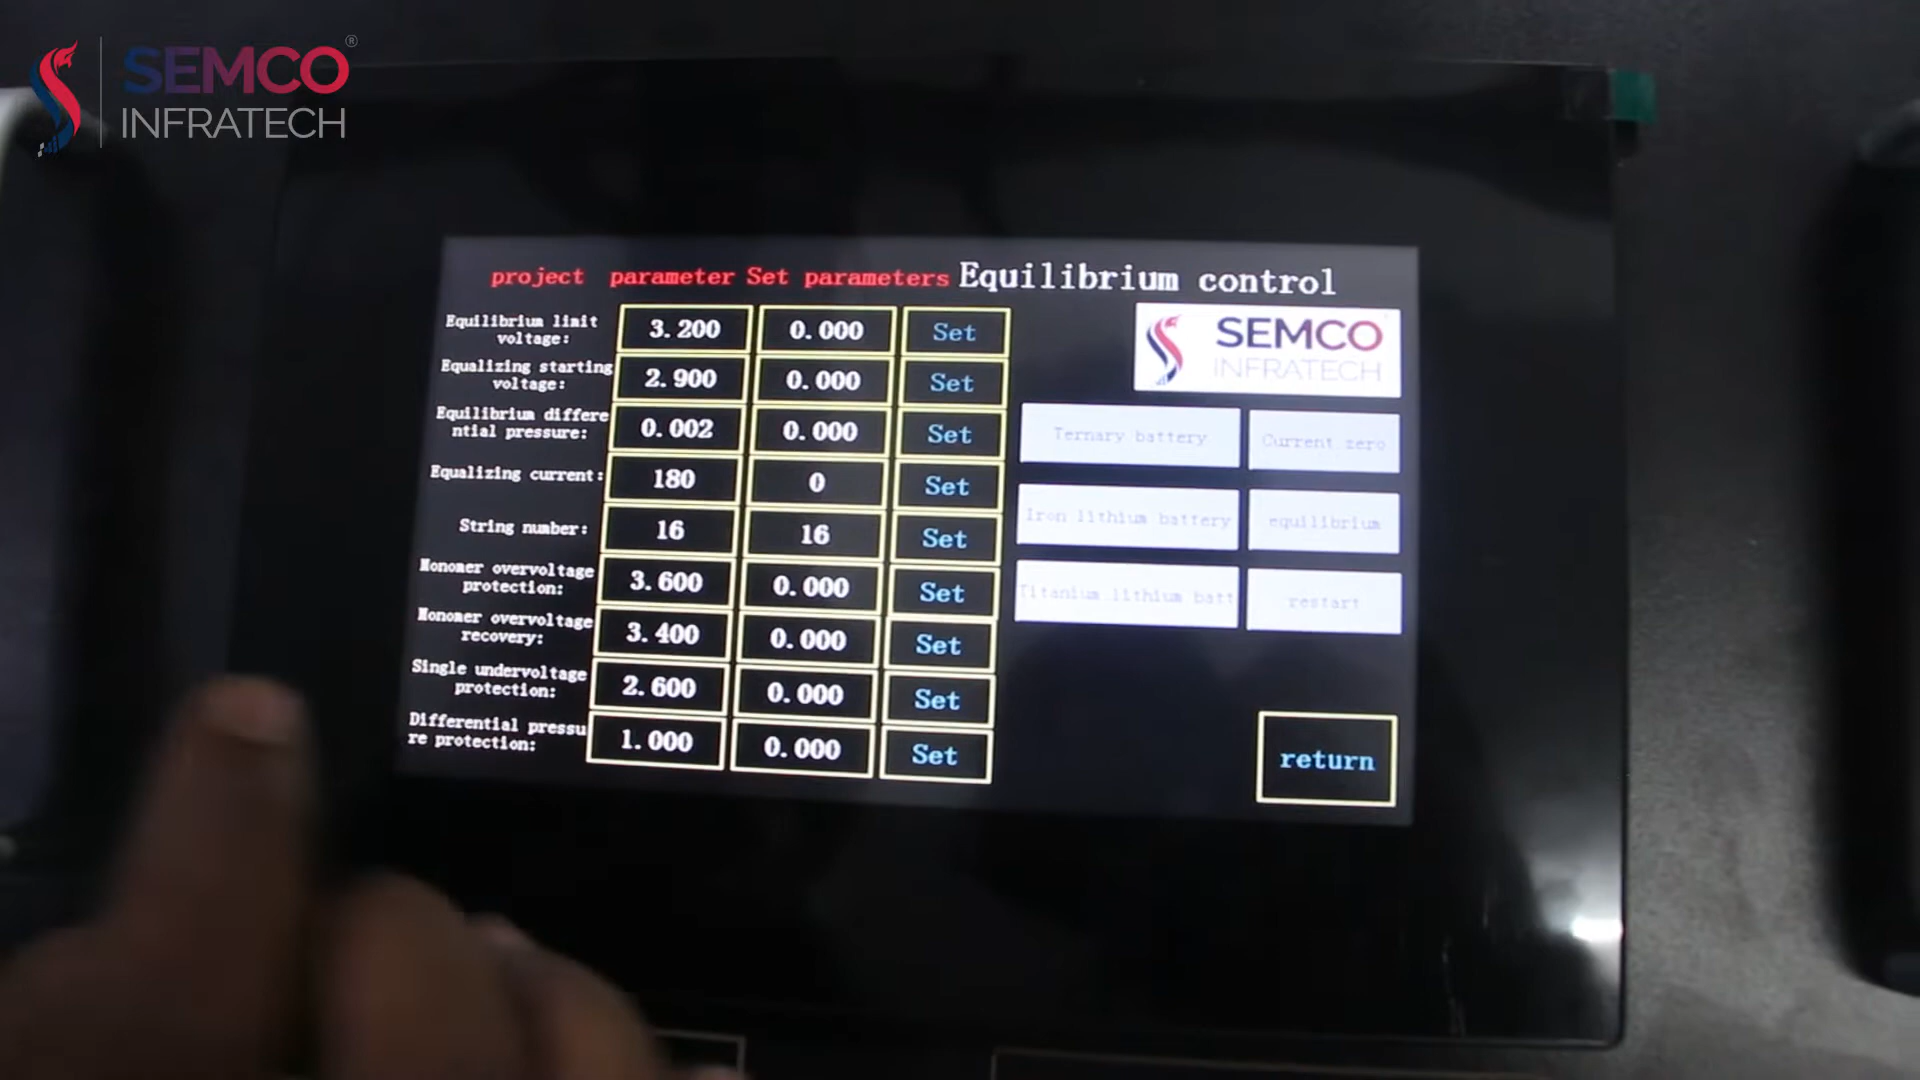 SEMCO®
INFRATECH
project parameter Set parameters Equilibrium control
Equilibrium limit
voltage:
3.200 0.000 Set
SEMCO
INFRATECH
Equalizing starting
voltage:
2.900 0.000 Set
Equilibrium differe
ntial pressure:
0.002 0.000 Set
Ternary battery Current zero
Equalizing current: 180 0 Set
Iron lithium battery equilibrium
String number: 16 16 Set
Monomer overvoltage
protection:
3.600 0.000 Set
Titanium lithium batt restart
Monomer overvoltage
recovery:
3.400 0.000 Set
Single undervoltage
protection:
2.600 0.000 Set
Differential pressu
re protection:
1.000 0.000 Set
return